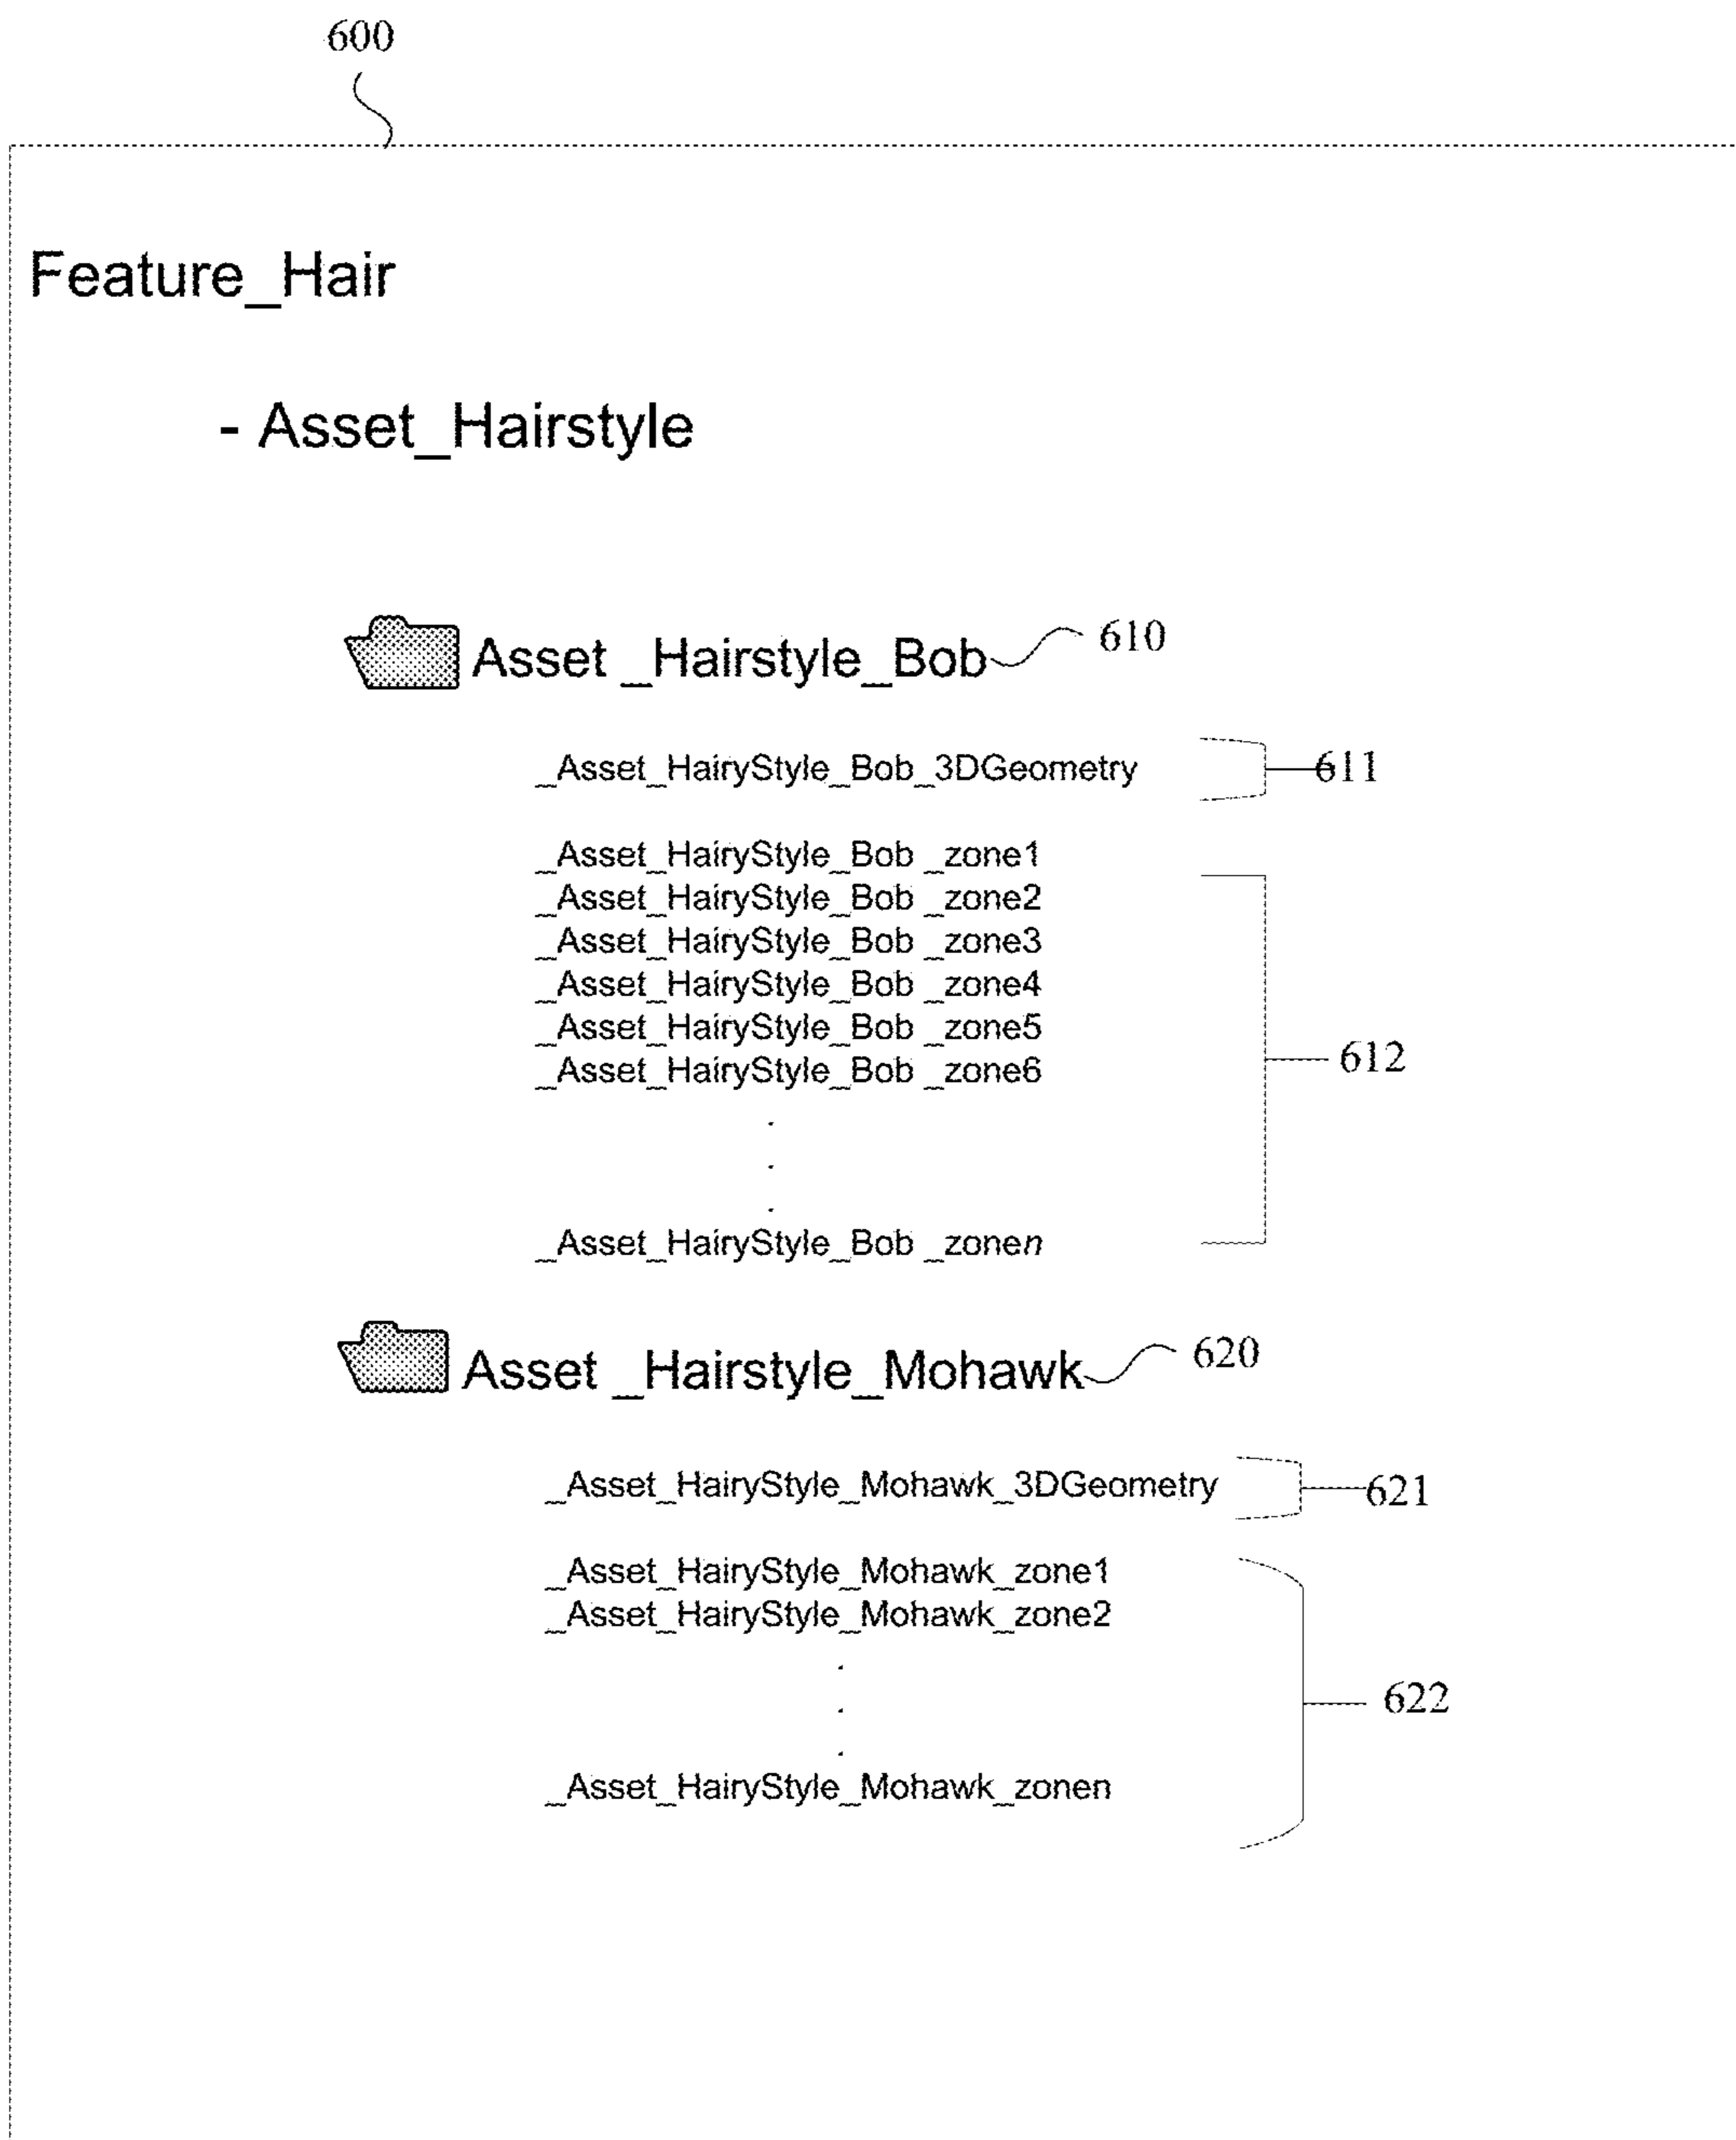 600
Feature_Hair
- Asset_Hairstyle
Asset _Hairstyle_Bob 610
_Asset_HairyStyle_Bob_3DGeometry 611
_Asset_HairyStyle_Bob _zone1
_Asset_HairyStyle_Bob _zone2
_Asset_HairyStyle_Bob _zone3
_Asset_HairyStyle_Bob _zone4
_Asset_HairyStyle_Bob _zone5
_Asset_HairyStyle_Bob _zone6
612
.
.
.
_Asset_HairyStyle_Bob _zonen
Asset _Hairstyle_Mohawk 620
_Asset_HairyStyle_Mohawk_3DGeometry 621
_Asset_HairyStyle_Mohawk_zone1
_Asset_HairyStyle_Mohawk_zone2
.
.
.
622
_Asset_HairyStyle_Mohawk_zonen